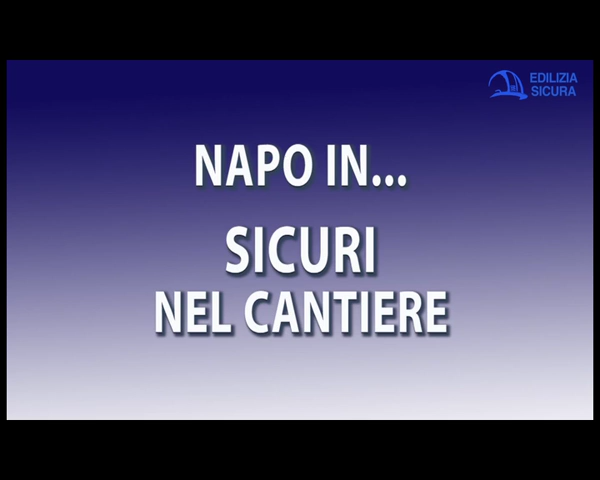 EDILIZIA
SICURA
NAPO IN...
SICURI
NEL CANTIERE